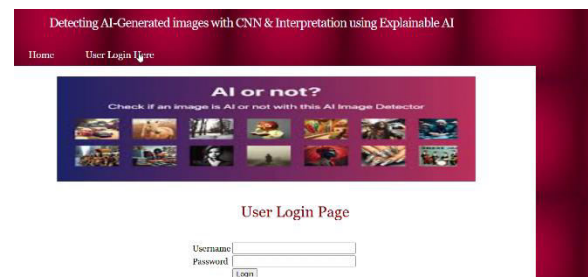 Detecting AI-Generated images with CNN & Interpretation using Explainable AI
Home User Login Here
AI or not?
Check if an image is AI or not with this AI Image Detector
User Login Page
Username
Password
Login